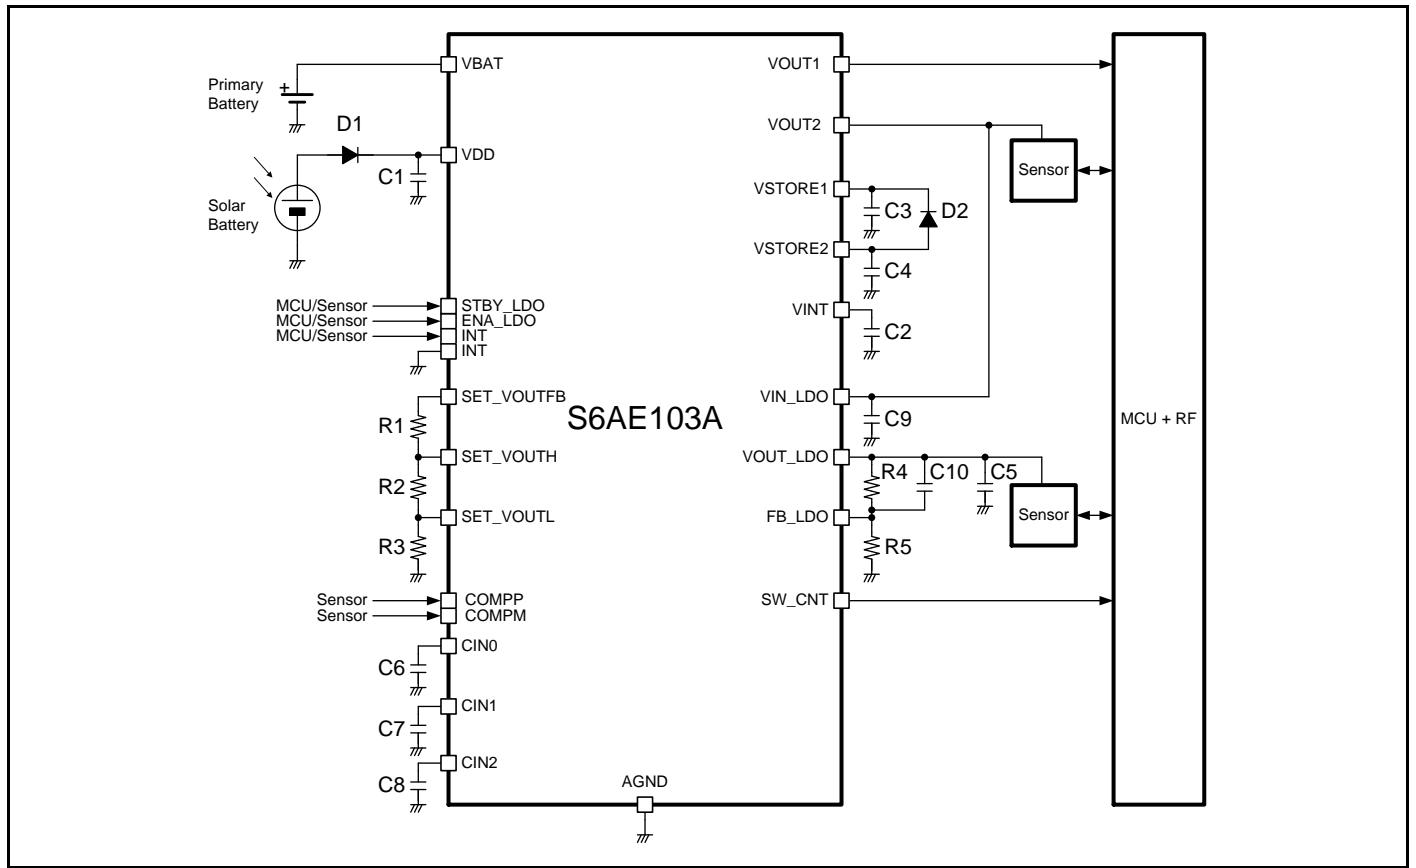 VBAT
VOUT1
Primary
Battery
+
VOUT2
D1
VDD
C1
Sensor
VSTORE1
C3
D2
Solar
Battery
VSTORE2
C4
MCU/Sensor
STBY_LDO
VINT
MCU/Sensor
ENA_LDO
MCU/Sensor
INT
C2
INT
SET_VOUTFB
S6AE103A
VIN_LDO
R1
C9
MCU + RF
SET_VOUTH
VOUT_LDO
R4
C10
C5
R2
SET_VOUTL
FB_LDO
Sensor
R3
R5
Sensor
COMPP
SW_CNT
Sensor
COMPM
CIN0
C6
CIN1
C7
CIN2
C8
AGND